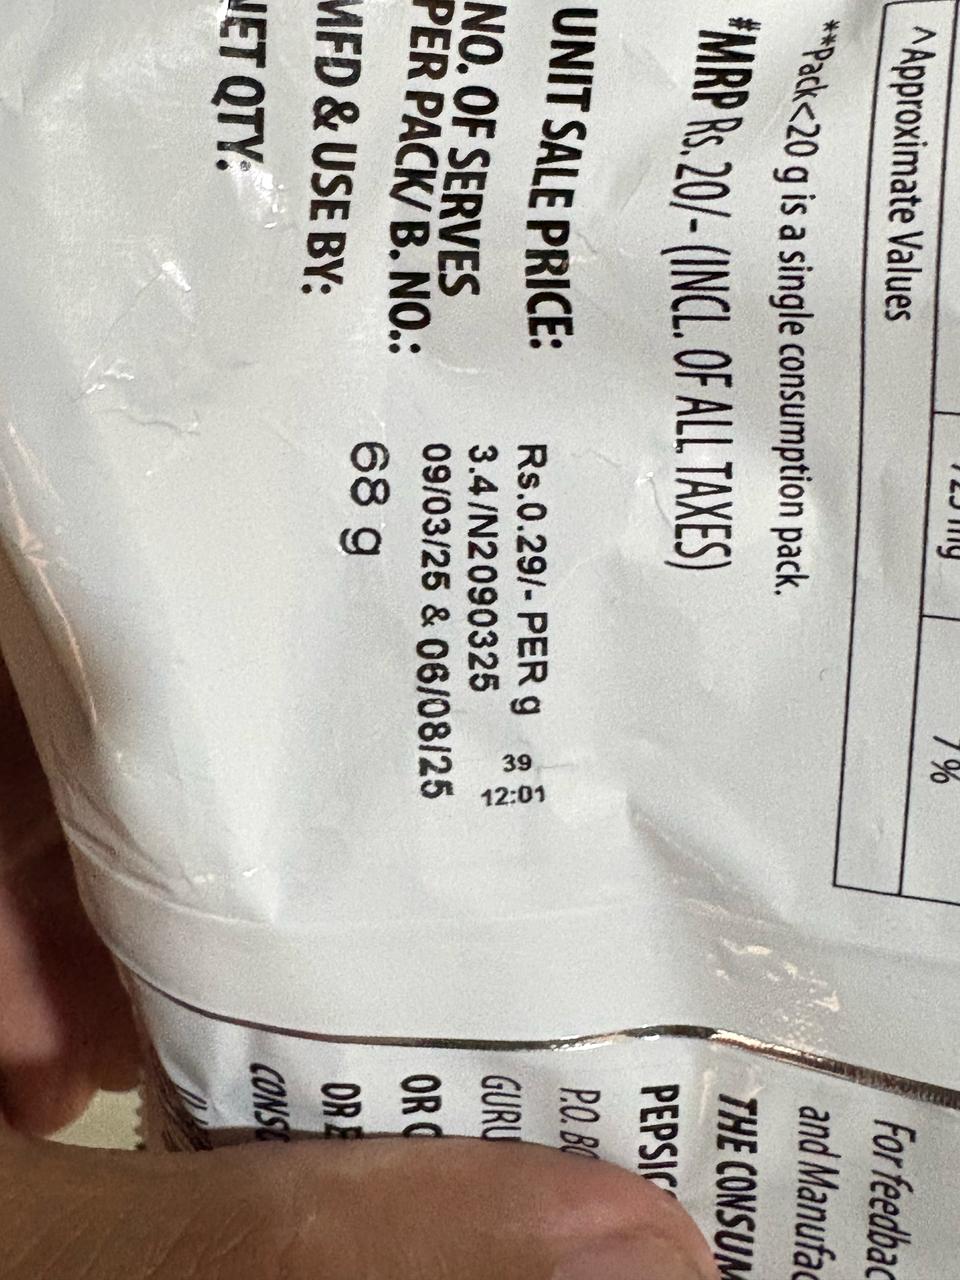 ^Approximate Values
7%
**Pack<20 g is a single consumption pack.
#MRP Rs.20/- (INCL. OF ALL TAXES)
UNIT SALE PRICE: Rs.0.29/- PER g 39
NO. OF SERVES
PER PACK/ B. NO.: 3.4/N2090325 12:01
MFD & USE BY: 09/03/25 & 06/08/25
NET QTY: 68 g
For feedbac
and Manufac
THE CONSUM
PEPSIC
P.O. BO
GURU
OR C
OR E
CONSC